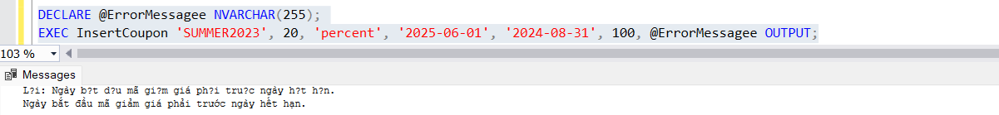 DECLARE @ErrorMessagee NVARCHAR(255);
EXEC InsertCoupon 'SUMMER2023', 20, 'percent', '2025-06-01', '2024-08-31', 100, @ErrorMessagee OUTPUT;
103 %
Messages
L?i: Ngày b?t d?u mã gi?m giá ph?i tru?c ngày h?t h?n.
Ngày bắt đầu mã giảm giá phải trước ngày hết hạn.